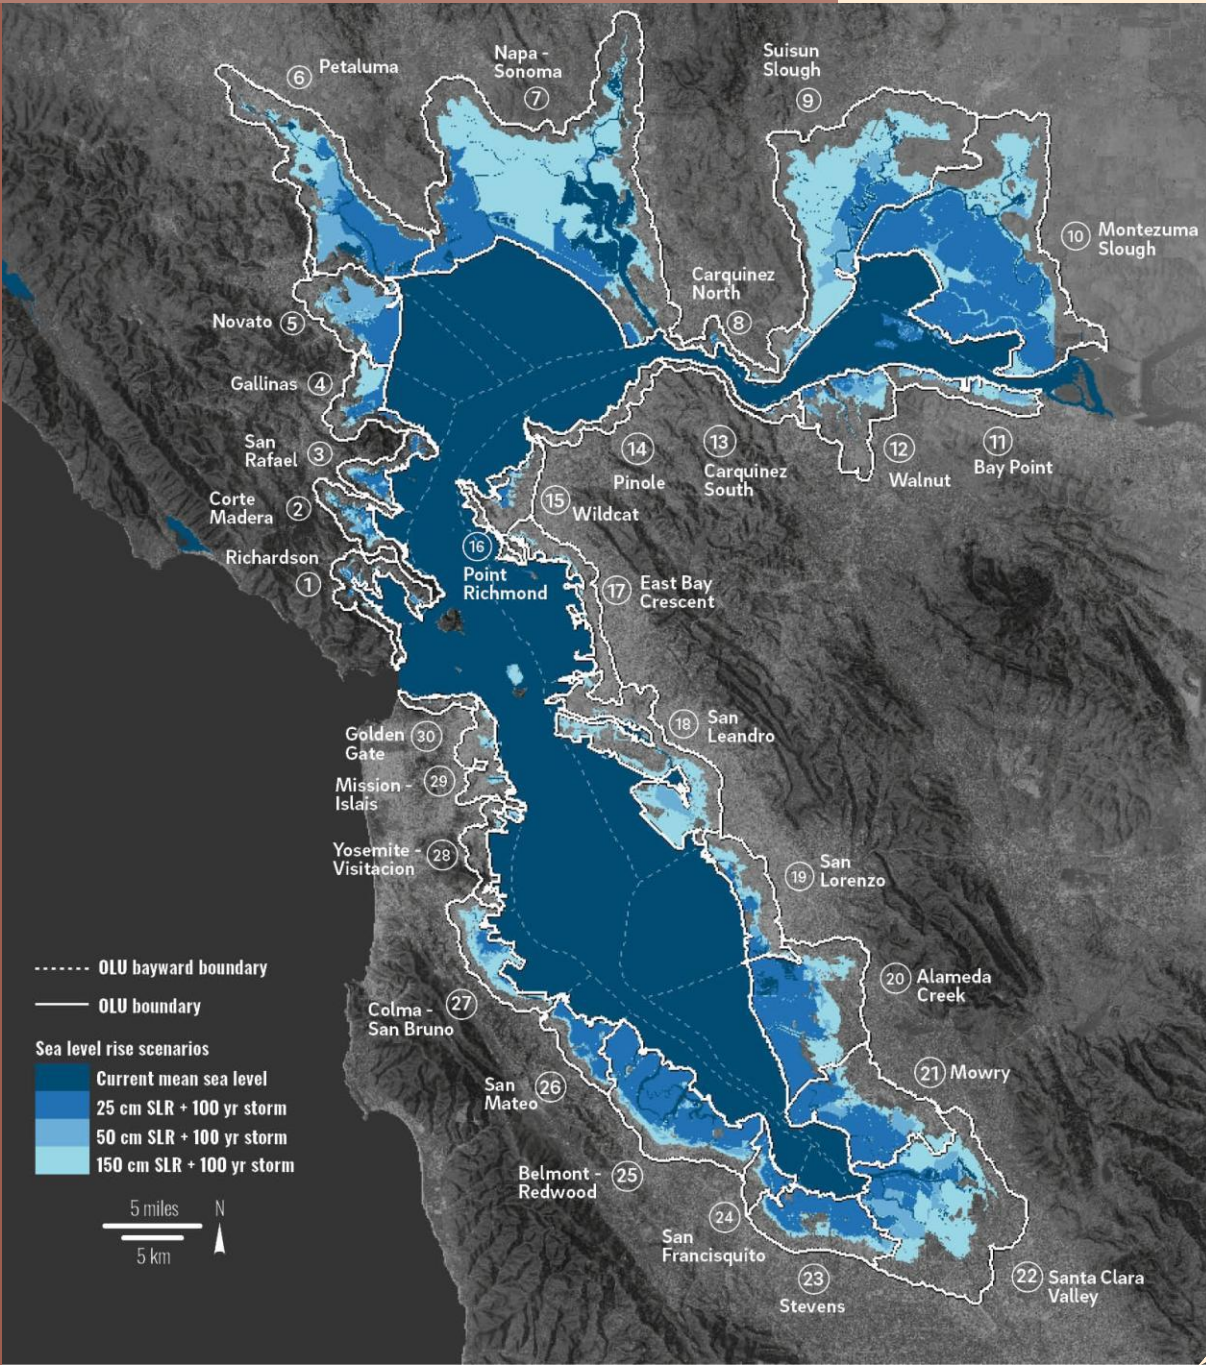 6
Petaluma
Napa -
Sonoma
7
Suisun
Slough
9
10
Montezuma
Slough
Carquinez
North
8
Novato
5
Gallinas
4
San
Rafael
3
Corte
Madera
2
Richardson
1
14
Pinole
13
Carquinez
South
12
Walnut
11
Bay Point
15
Wildcat
16
Point
Richmond
17
East Bay
Crescent
18
San
Leandro
Golden
Gate
30
Mission -
Islais
29
Yosemite -
Visitacion
28
19
San
Lorenzo
20
Alameda
Creek
Colma -
San Bruno
27
21
Mowry
San
Mateo
26
Belmont -
Redwood
25
24
San
Francisquito
23
Stevens
22
Santa Clara
Valley
OLU bayward boundary
OLU boundary
Sea level rise scenarios
Current mean sea level
25 cm SLR + 100 yr storm
50 cm SLR + 100 yr storm
150 cm SLR + 100 yr storm
5 miles
N
5 km